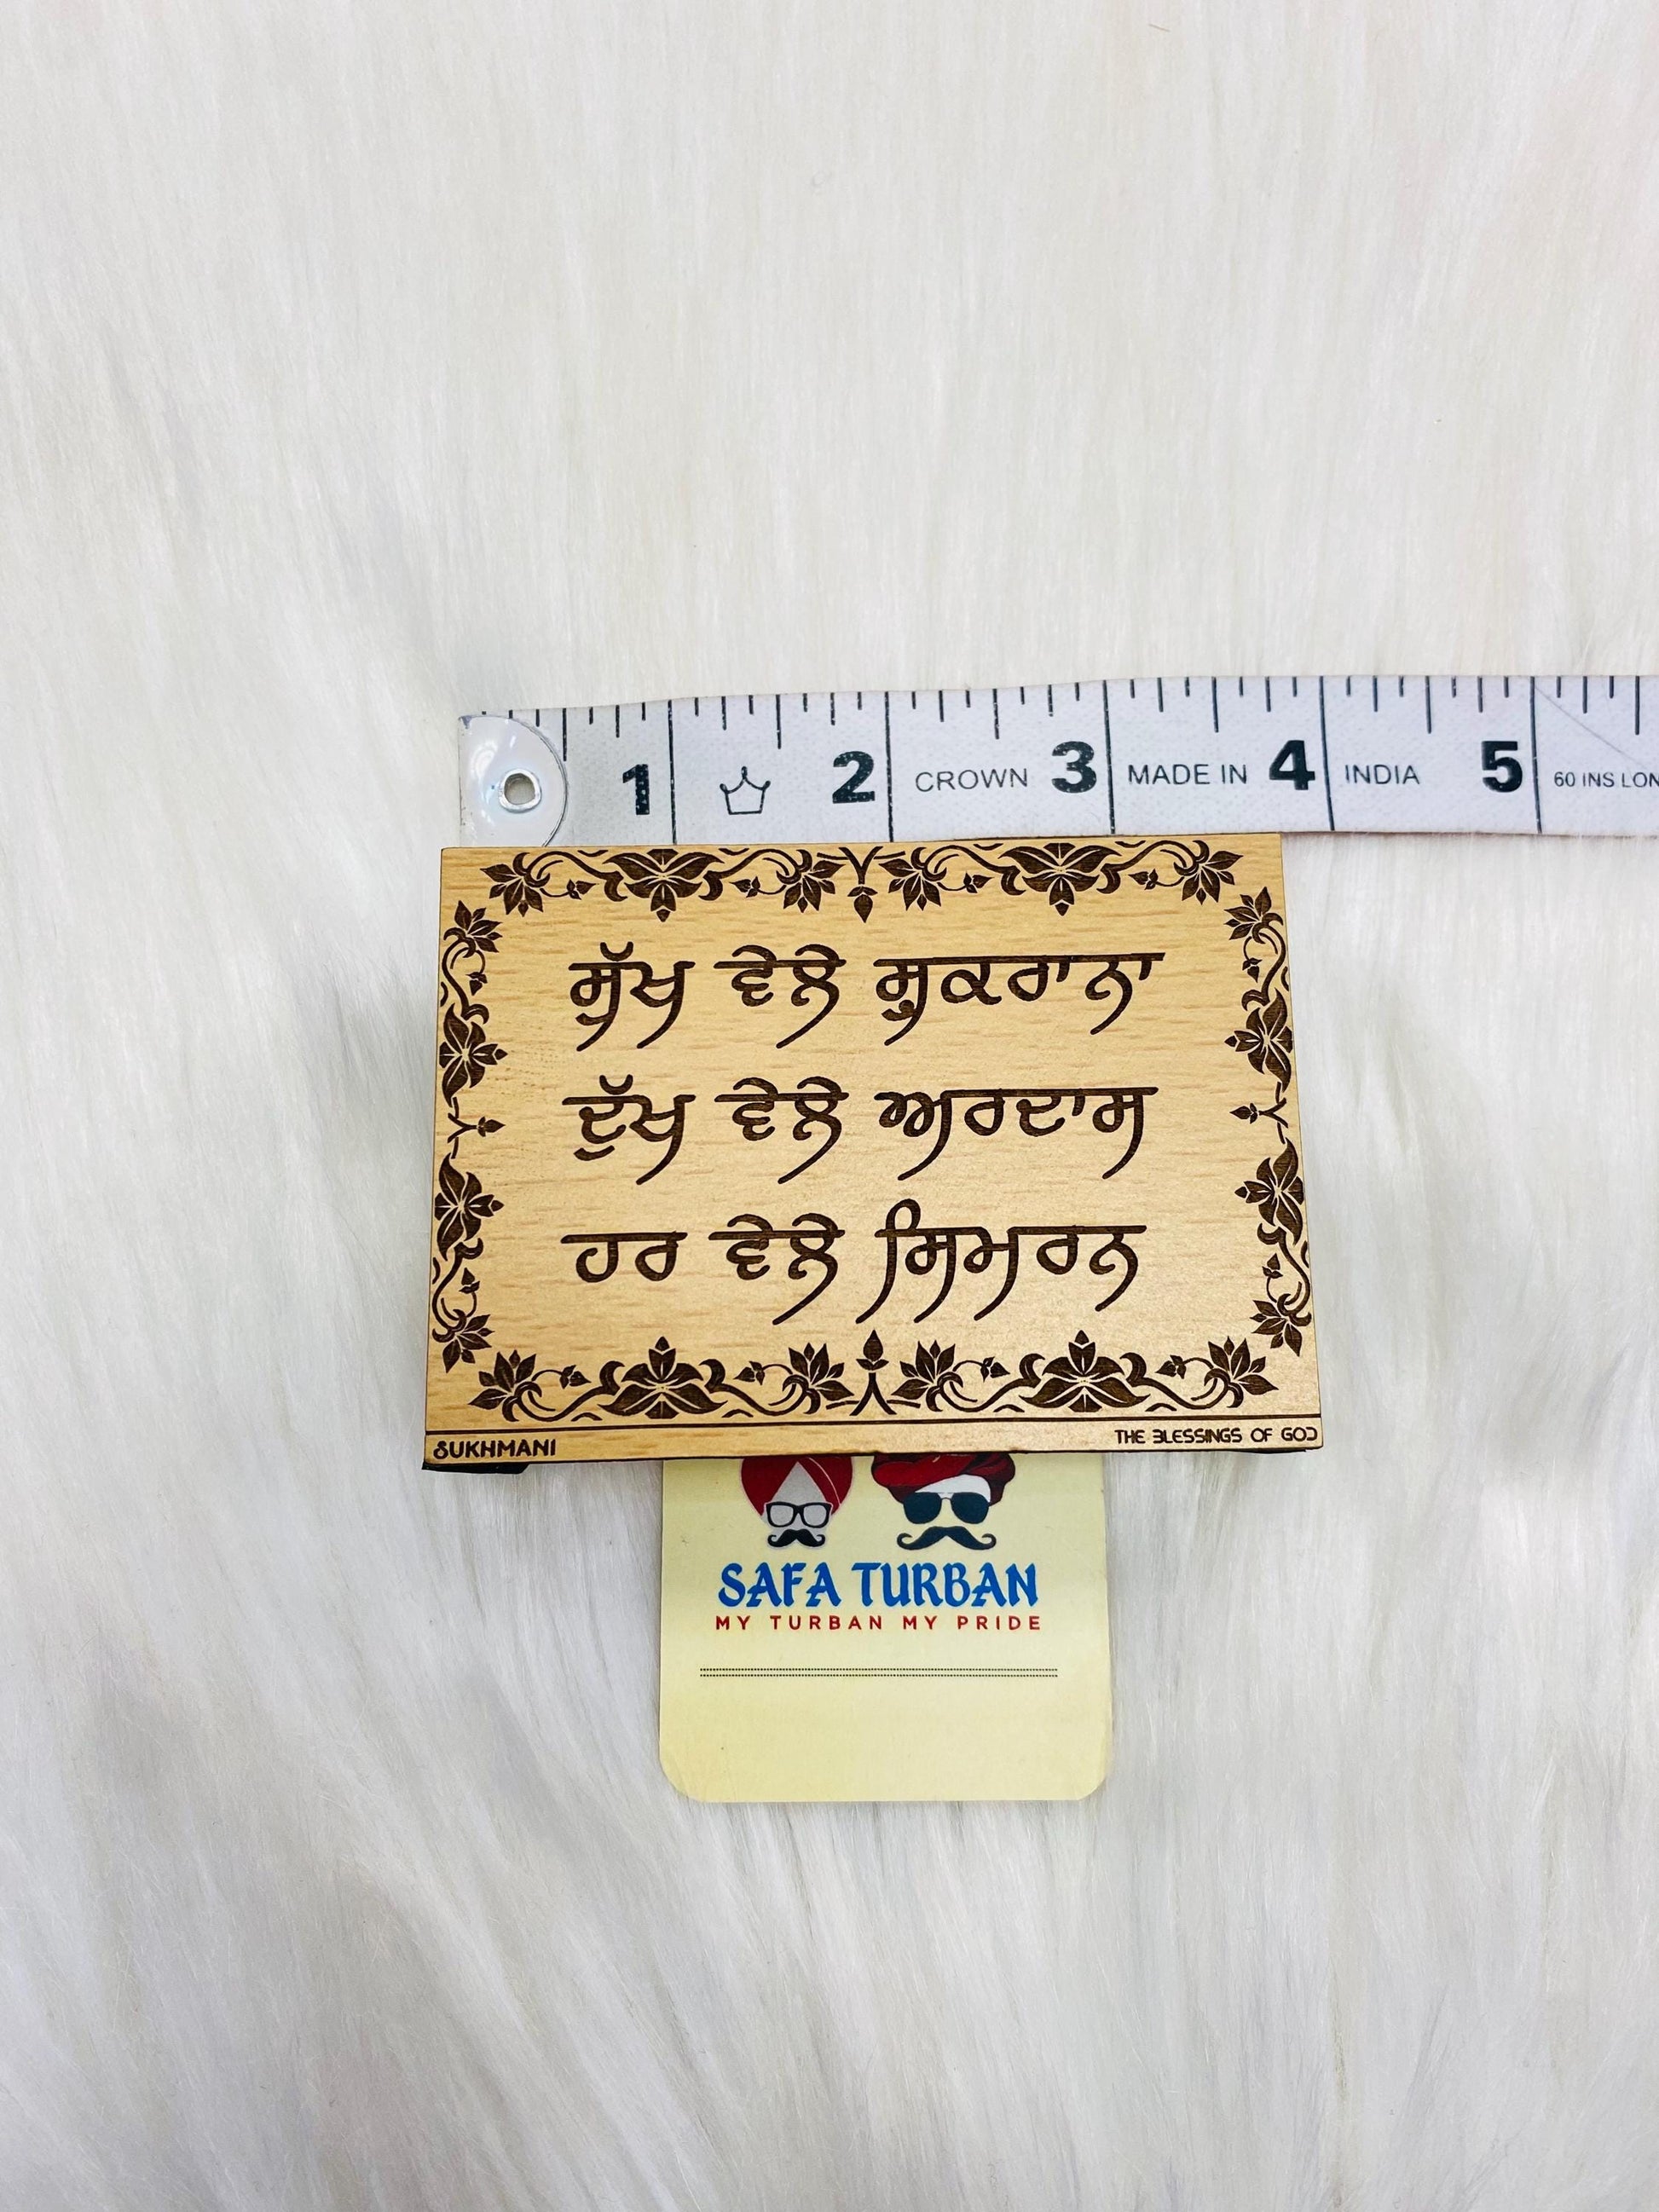 1 2 CROWN 3 MADE IN 4 INDIA 5 60 INS
ਸੁੱਖ ਵੇਲੇ ਸ਼ੁਕਰਾਨਾ
ਦੁੱਖ ਵੇਲੇ ਅਰਦਾਸ
ਹਰ ਵੇਲੇ ਸਿਮਰਨ
SUKHMANI THE BLESSINGS OF GOD
SAFA TURBAN
MY TURBAN MY PRIDE